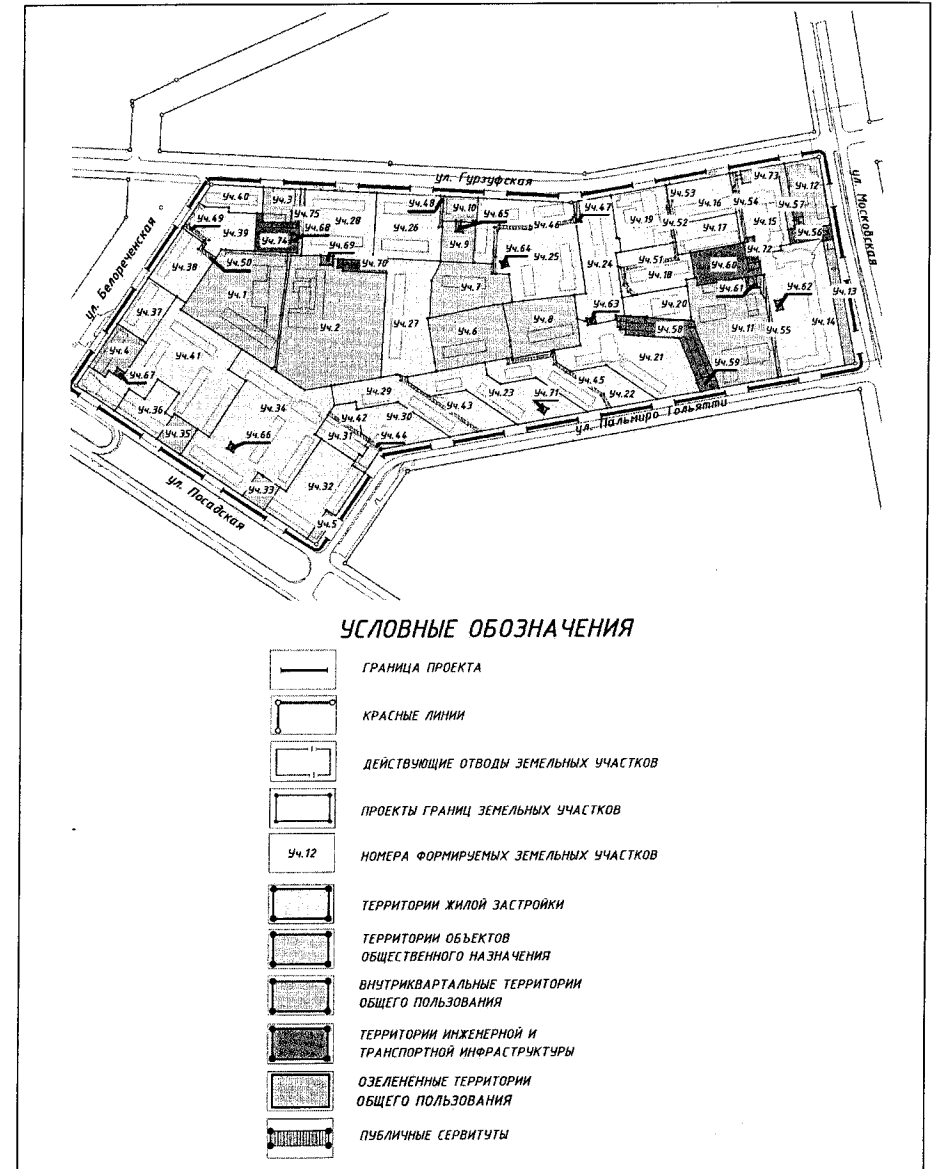 ул. Гурзуфская
ул. Московская
ул. Белореченская
ул. Посадская
ул. Пальмиро Тольятти
Уч.40
Уч.3
Уч.75
Уч.28
Уч.48
Уч.10
Уч.47
Уч.53
Уч.73
Уч.12
Уч.49
Уч.39
Уч.74
Уч.68
Уч.26
Уч.65
Уч.46
Уч.19
Уч.52
Уч.16
Уч.54
Уч.57
Уч.15
Уч.17
Уч.56
Уч.38
Уч.50
Уч.69
Уч.70
Уч.9
Уч.64
Уч.25
Уч.24
Уч.51
Уч.18
Уч.60
Уч.72
Уч.61
Уч.62
Уч.13
Уч.37
Уч.1
Уч.2
Уч.27
Уч.7
Уч.6
Уч.8
Уч.63
Уч.20
Уч.58
Уч.11
Уч.55
Уч.14
Уч.4
Уч.67
Уч.41
Уч.21
Уч.59
Уч.36
Уч.35
Уч.34
Уч.66
Уч.29
Уч.42
Уч.30
Уч.31
Уч.44
Уч.43
Уч.23
Уч.71
Уч.45
Уч.22
Уч.33
Уч.32
Уч.5
УСЛОВНЫЕ ОБОЗНАЧЕНИЯ
ГРАНИЦА ПРОЕКТА
КРАСНЫЕ ЛИНИИ
ДЕЙСТВУЮЩИЕ ОТВОДЫ ЗЕМЕЛЬНЫХ УЧАСТКОВ
ПРОЕКТЫ ГРАНИЦ ЗЕМЕЛЬНЫХ УЧАСТКОВ
Уч.12
НОМЕРА ФОРМИРУЕМЫХ ЗЕМЕЛЬНЫХ УЧАСТКОВ
ТЕРРИТОРИИ ЖИЛОЙ ЗАСТРОЙКИ
ТЕРРИТОРИИ ОБЪЕКТОВ
ОБЩЕСТВЕННОГО НАЗНАЧЕНИЯ
ВНУТРИКВАРТАЛЬНЫЕ ТЕРРИТОРИИ
ОБЩЕГО ПОЛЬЗОВАНИЯ
ТЕРРИТОРИИ ИНЖЕНЕРНОЙ И
ТРАНСПОРТНОЙ ИНФРАСТРУКТУРЫ
ОЗЕЛЕНЕННЫЕ ТЕРРИТОРИИ
ОБЩЕГО ПОЛЬЗОВАНИЯ
ПУБЛИЧНЫЕ СЕРВИТУТЫ